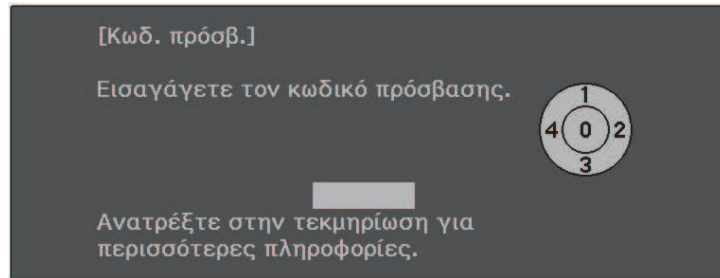 [Κωδ. πρόσβ.]
Εισαγάγετε τον κωδικό πρόσβασης.
1
4 0 2
3
Ανατρέξτε στην τεκμηρίωση για
περισσότερες πληροφορίες.